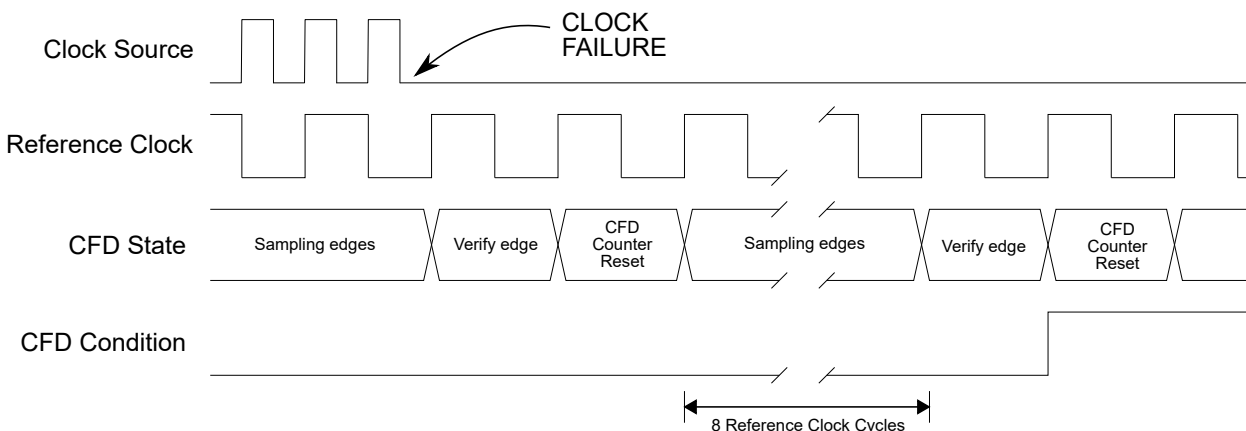 Clock Source
CLOCK
FAILURE
Reference Clock
CFD State
Sampling edges
Verify edge
CFD
Counter
Reset
Sampling edges
Verify edge
CFD
Counter
Reset
CFD Condition
8 Reference Clock Cycles